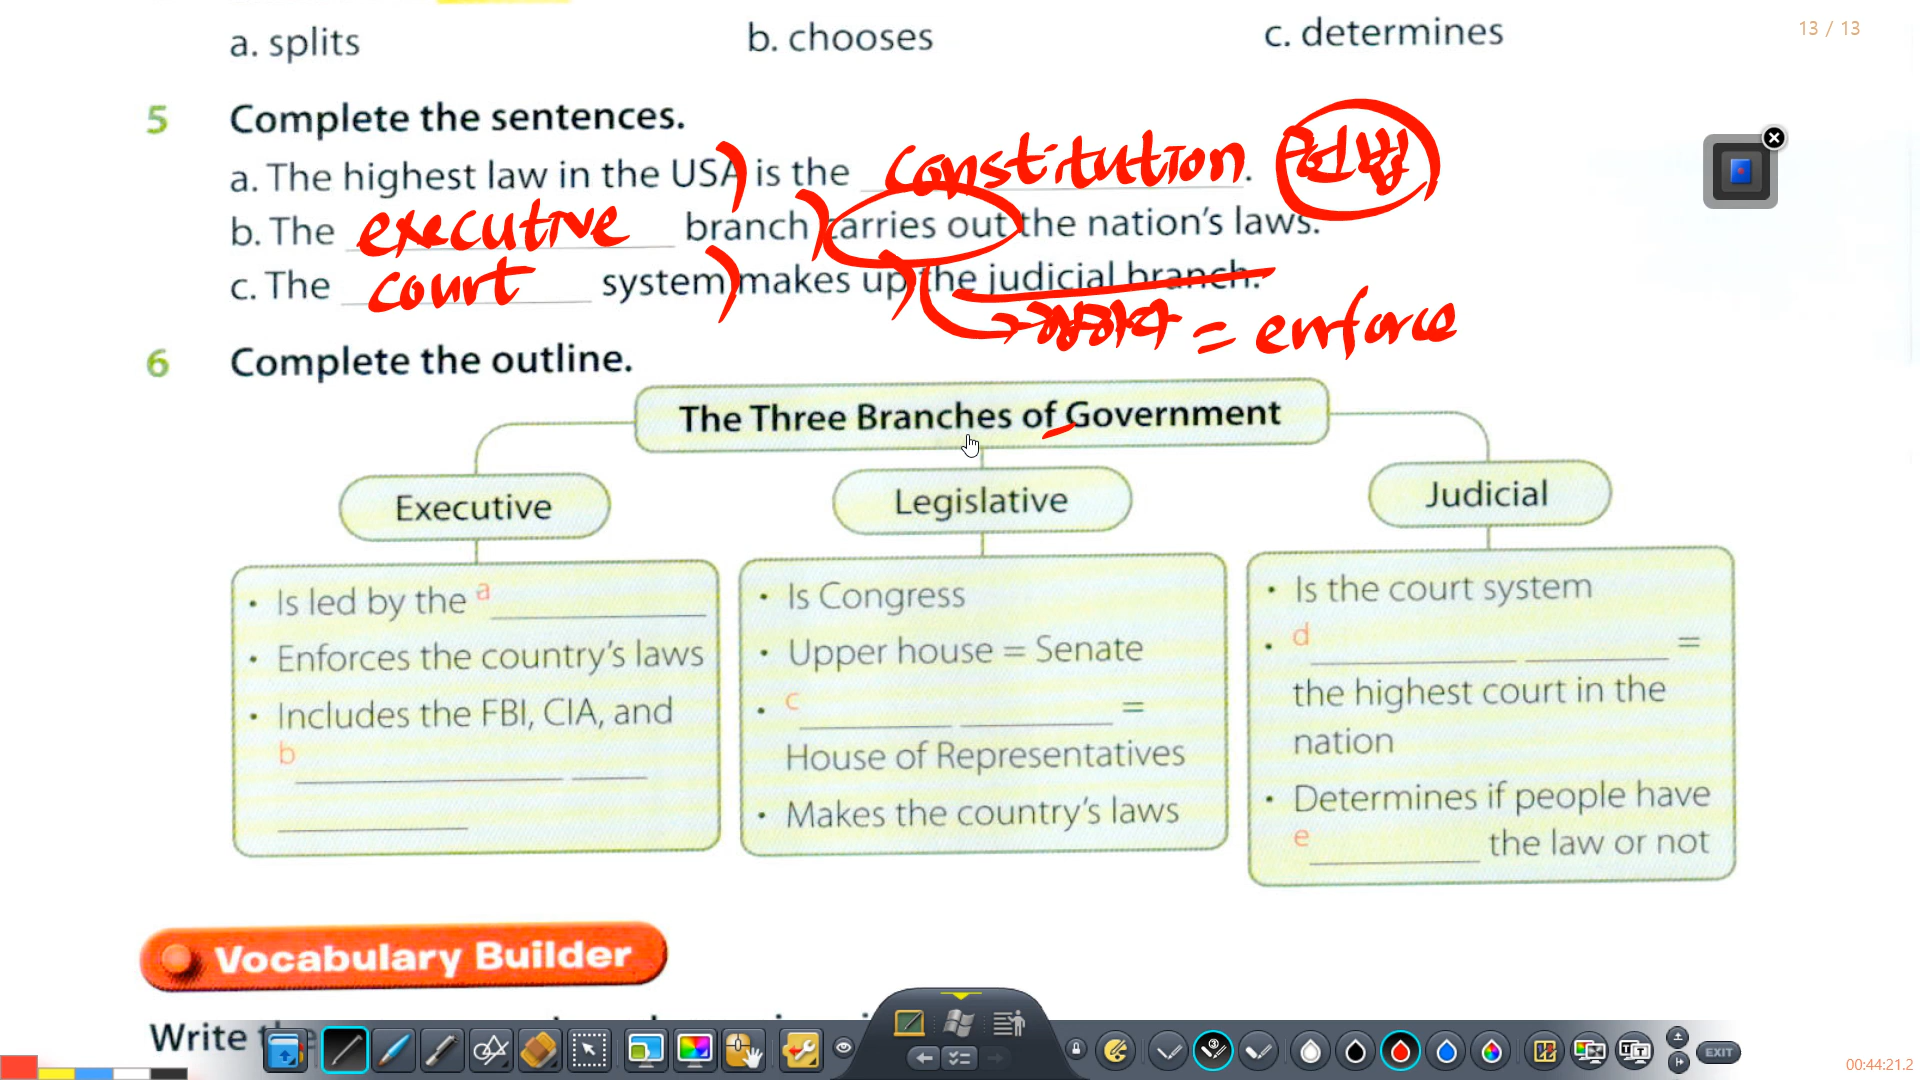 13 / 13
a. splits b. chooses c. determines
5 Complete the sentences.
a. The highest law in the USA is the constitution. 헌법
b. The executive branch carries out the nation's laws.
c. The court system makes up the judicial branch.
= enforce
6 Complete the outline.
The Three Branches of Government
Executive
• Is led by the a
• Enforces the country's laws
• Includes the FBI, CIA, and
b
Legislative
• Is Congress
• Upper house = Senate
• c =
House of Representatives
• Makes the country's laws
Judicial
• Is the court system
• d =
the highest court in the
nation
• Determines if people have
e the law or not
Vocabulary Builder
Write
EXIT
00:44:21.2